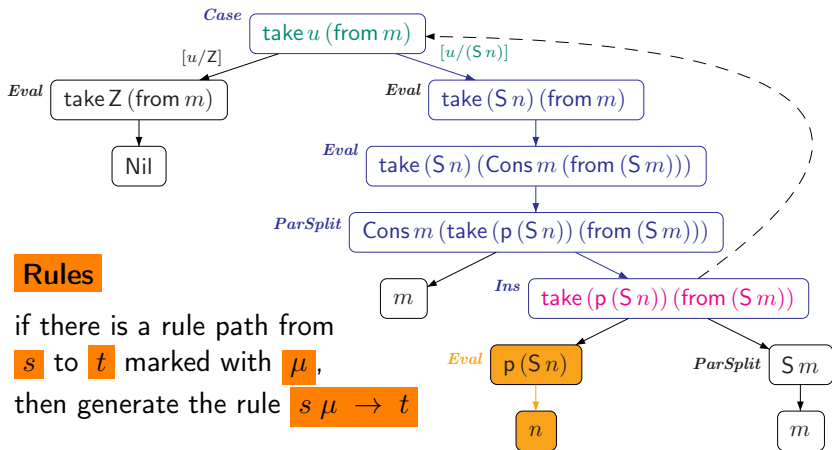 Case
take u (from m)
[u/Z]
[u/(S n)]
Eval
take Z (from m)
Eval
take (S n) (from m)
Nil
Eval
take (S n) (Cons m (from (S m)))
ParSplit
Cons m (take (p (S n)) (from (S m)))
Rules
m
Ins
take (p (S n)) (from (S m))
if there is a rule path from
s to t marked with μ,
then generate the rule s μ → t
Eval
p (S n)
ParSplit
S m
n
m